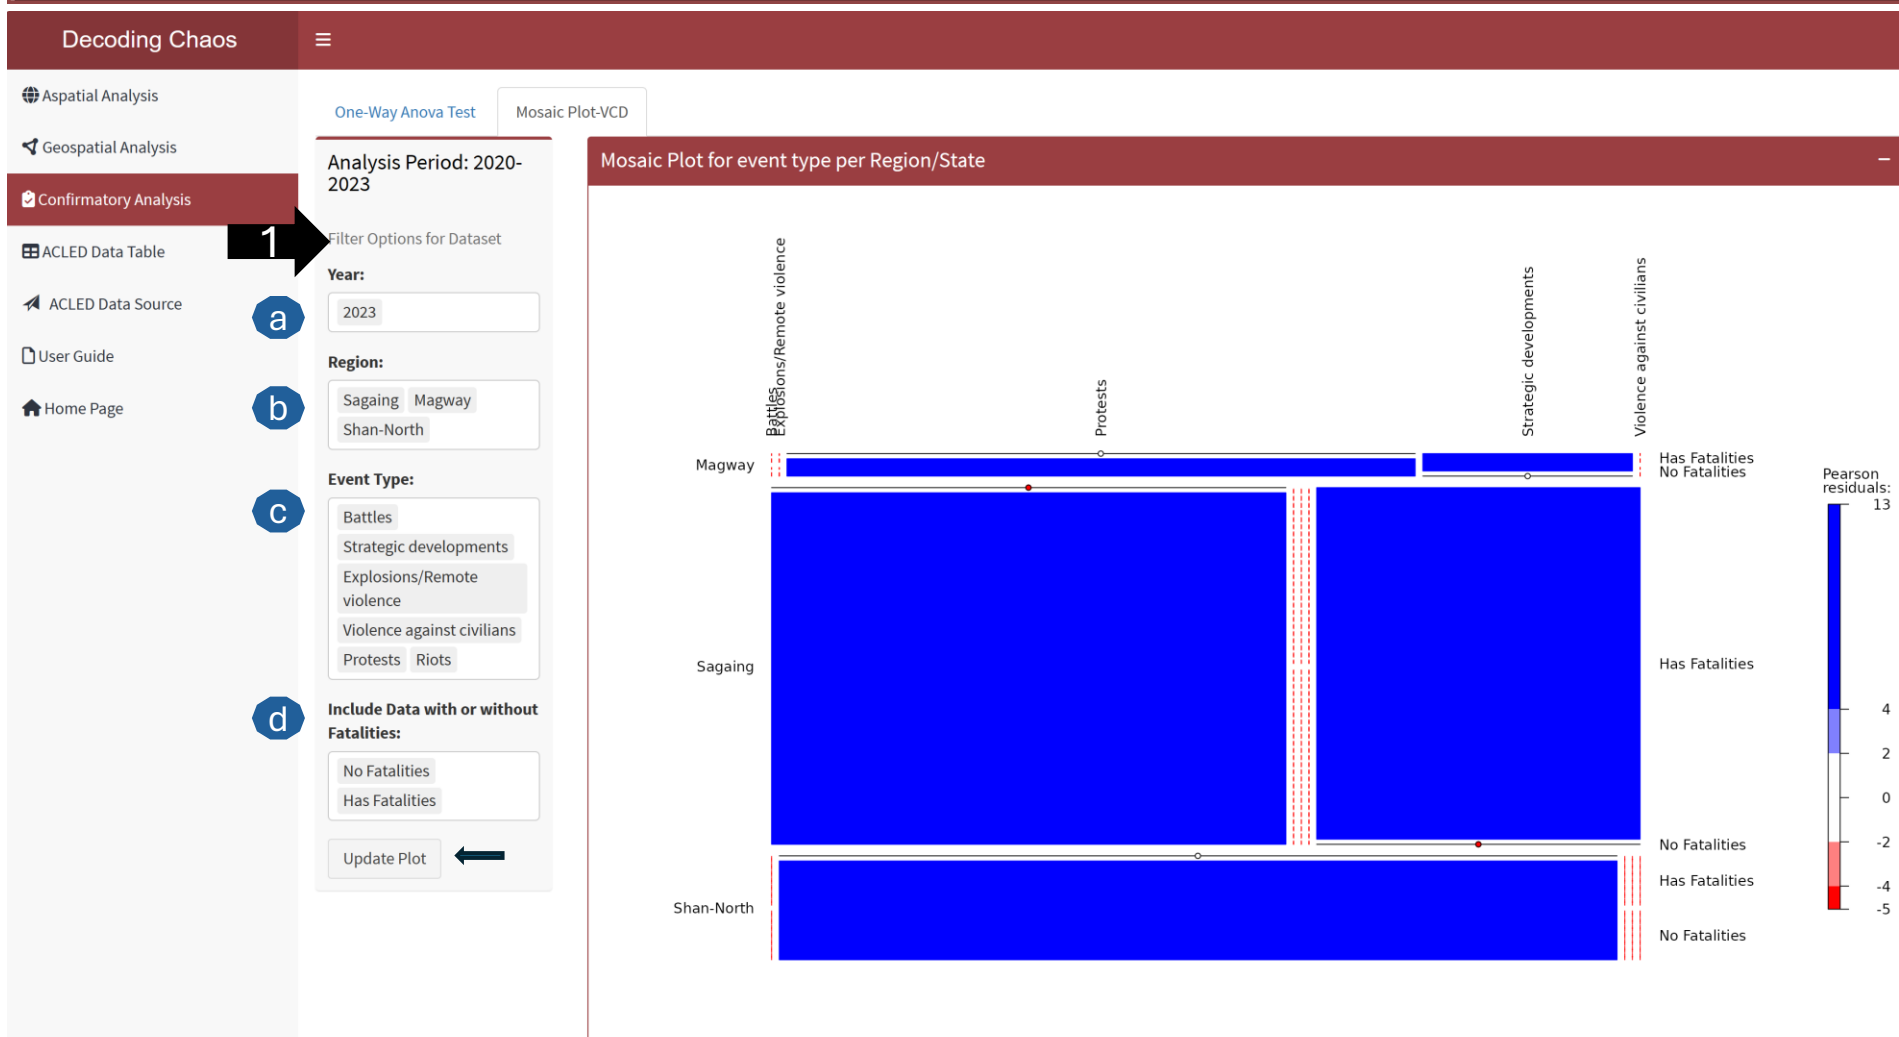 Decoding Chaos
Aspatial Analysis
Geospatial Analysis
Confirmatory Analysis
ACLED Data Table
ACLED Data Source
User Guide
Home Page
One-Way Anova Test
Mosaic Plot-VCD
Analysis Period: 2020-
2023
1
Filter Options for Dataset
Year:
a
2023
Region:
b
Sagaing Magway
Shan-North
Event Type:
c
Battles
Strategic developments
Explosions/Remote
violence
Violence against civilians
Protests Riots
d
Include Data with or without
Fatalities:
No Fatalities
Has Fatalities
Update Plot
Mosaic Plot for event type per Region/State
Battles
Explosions/Remote violence
Protests
Strategic developments
Violence against civilians
Magway
Sagaing
Shan-North
Has Fatalities
No Fatalities
Has Fatalities
No Fatalities
Has Fatalities
No Fatalities
Pearson
residuals:
13
4
2
0
-2
-4
-5